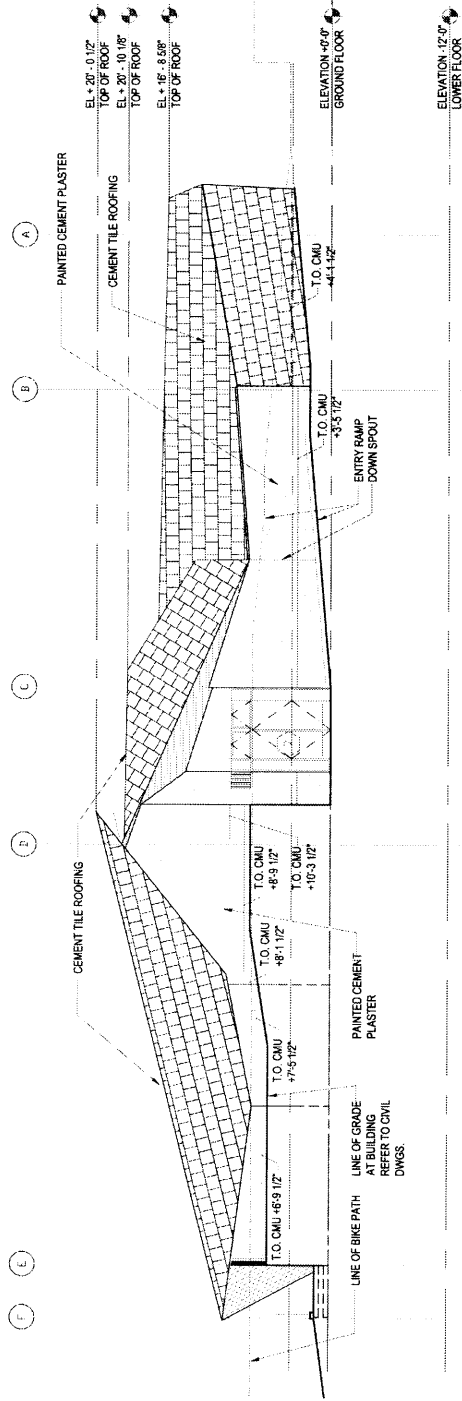 F
E
D
C
B
A
EL + 20' - 0 1/2"
TOP OF ROOF
EL + 20' - 10 1/8"
TOP OF ROOF
EL + 16' - 8 5/8"
TOP OF ROOF
ELEVATION +0'-0"
GROUND FLOOR
ELEVATION -12'-0"
LOWER FLOOR
CEMENT TILE ROOFING
PAINTED CEMENT PLASTER
CEMENT TILE ROOFING
T.O. CMU +6'-9 1/2"
T.O. CMU
+7'-5 1/2"
T.O. CMU
+8'-1 1/2"
T.O. CMU
+8'-9 1/2"
T.O. CMU
+10'-3 1/2"
T.O. CMU
+3'-5 1/2"
T.O. CMU
+4'-1 1/2"
LINE OF BIKE PATH
LINE OF GRADE
AT BUILDING
REFER TO CIVIL
DWGS.
PAINTED CEMENT
PLASTER
ENTRY RAMP
DOWN SPOUT